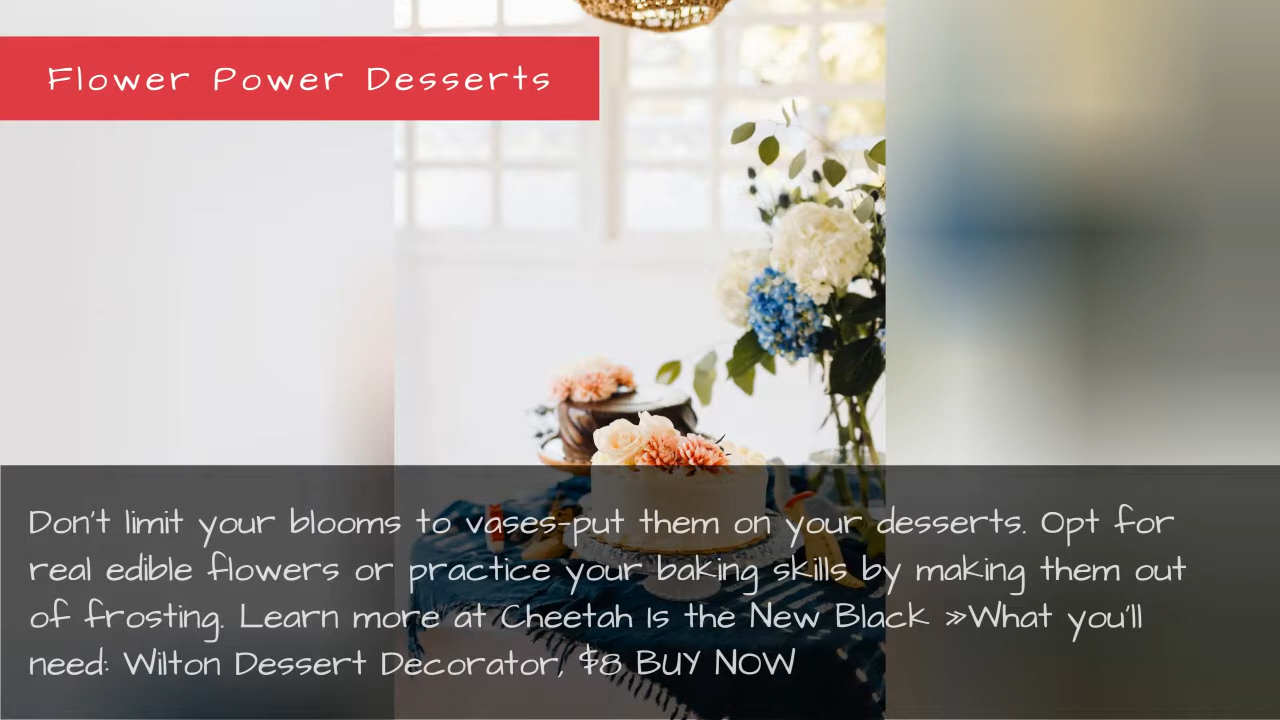 Flower Power Desserts
Don't limit your blooms to vases-put them on your desserts. Opt for
real edible flowers or practice your baking skills by making them out
of frosting. Learn more at Cheetah Is the New Black »What you'll
need: Wilton Dessert Decorator, $8 BUY NOW